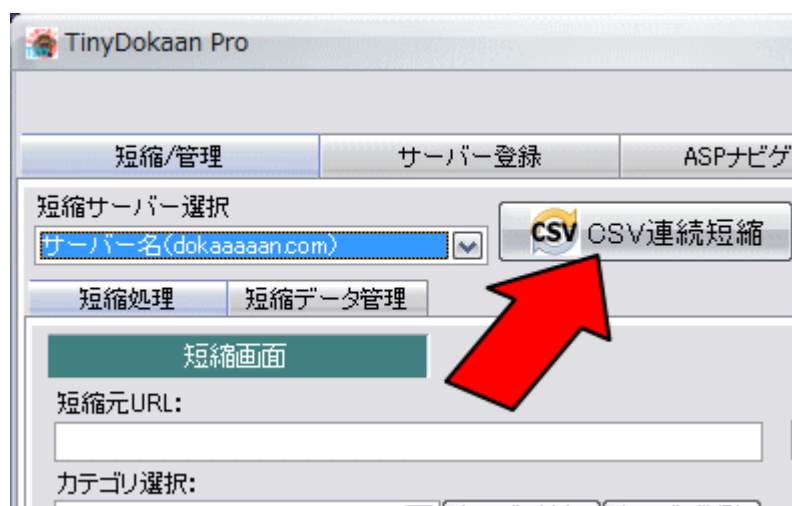 TinyDokaan Pro
短縮/管理
サーバー登録
ASPナビゲ
短縮サーバー選択
サーバー名(dokaaaaan.com)
CSV CSV連続短縮
短縮処理
短縮データ管理
短縮画面
短縮元URL:
カテゴリ選択: